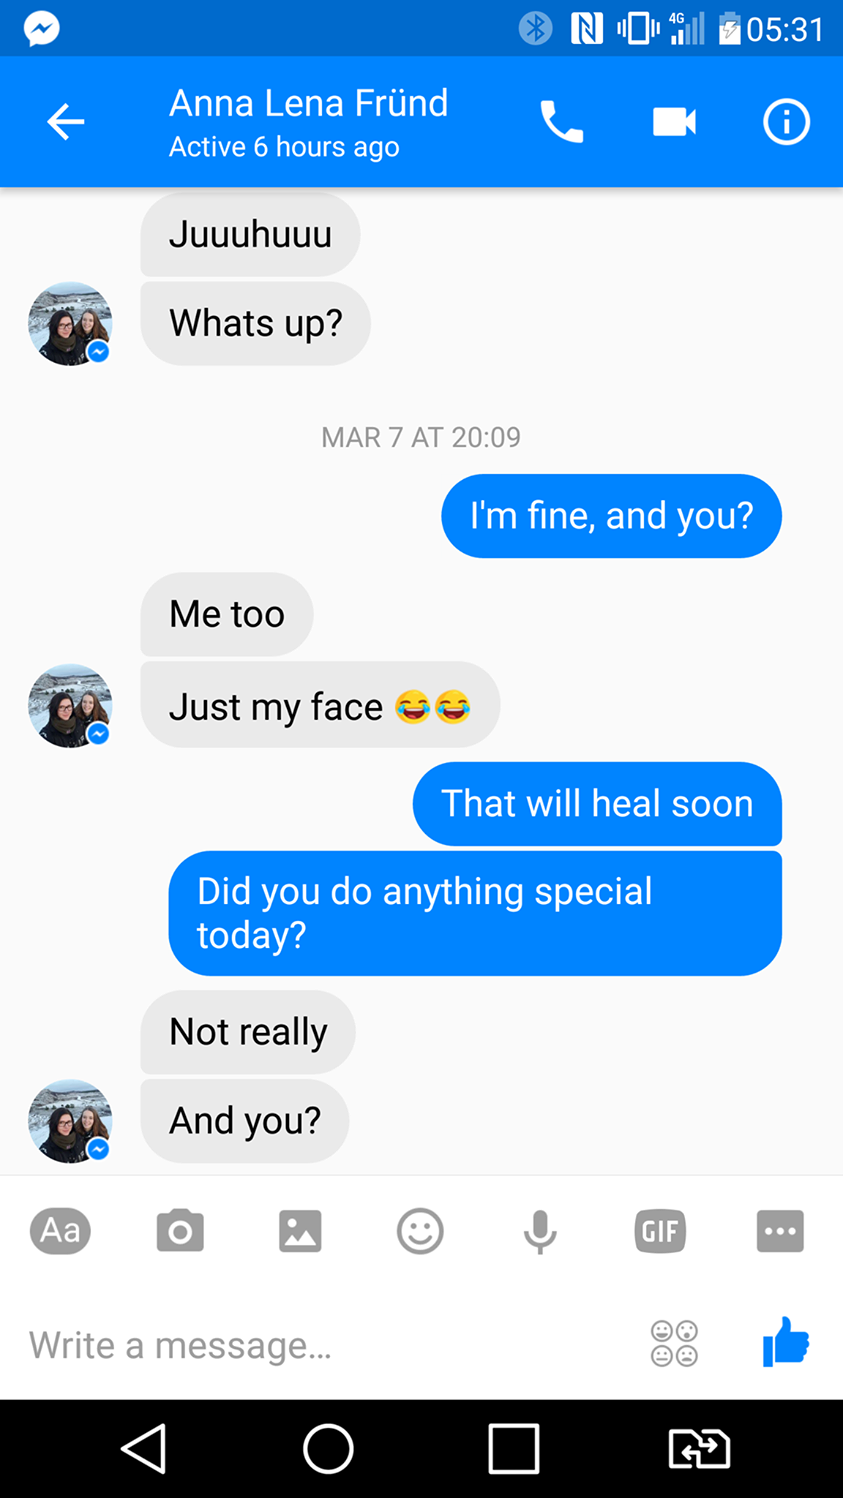 4G
05:31
Anna Lena Fründ
Active 6 hours ago
Juuuhuuu
Whats up?
MAR 7 AT 20:09
I'm fine, and you?
Me too
Just my face 😂😂
That will heal soon
Did you do anything special
today?
Not really
And you?
Aa
GIF
Write a message...